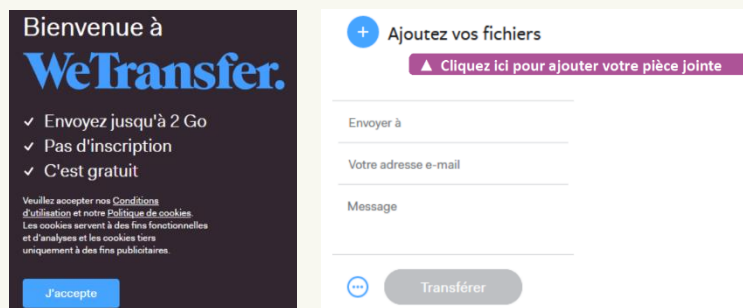 Bienvenue à
WeTransfer.
✓ Envoyez jusqu'à 2 Go
✓ Pas d'inscription
✓ C'est gratuit
Veuillez accepter nos Conditions
d'utilisation et notre Politique de cookies.
Les cookies servent à des fins fonctionnelles
et d'analyses et les cookies tiers
uniquement à des fins publicitaires.
J'accepte
+ Ajoutez vos fichiers
▲ Cliquez ici pour ajouter votre pièce jointe
Envoyer à
Votre adresse e-mail
Message
Transférer